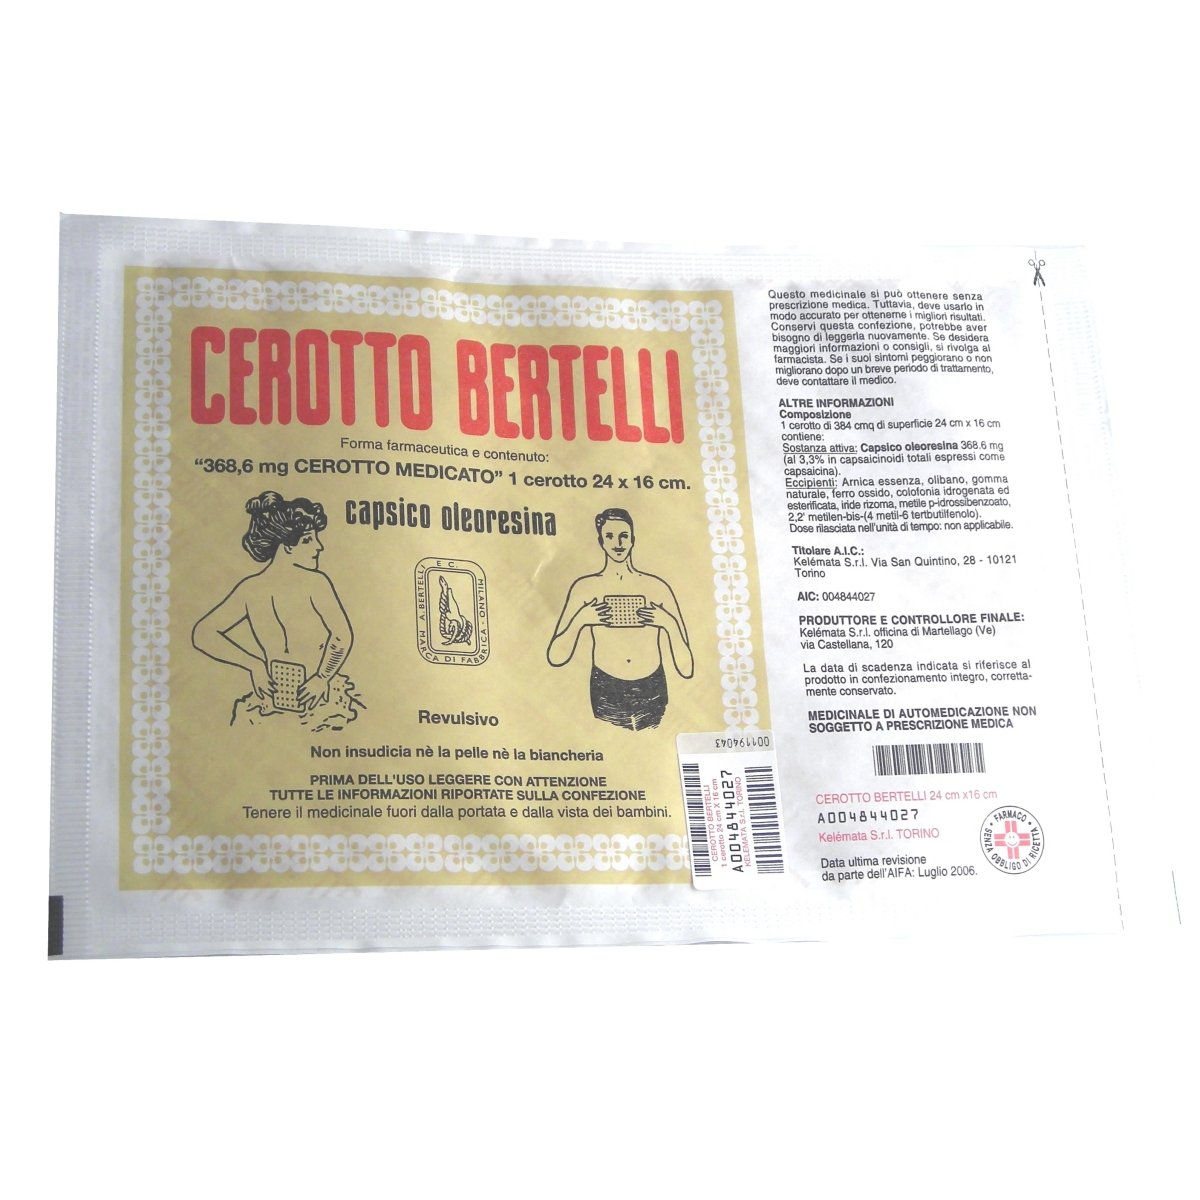 CEROTTO BERTELLI
Forma farmaceutica e contenuto:
“368,6 mg CEROTTO MEDICATO” 1 cerotto 24 x 16 cm.
capsico oleoresina
A. BERTELLI E C. MILANO - MARCA DI FABBRICA -
Revulsivo
Non insudicia nè la pelle nè la biancheria
PRIMA DELL'USO LEGGERE CON ATTENZIONE
TUTTE LE INFORMAZIONI RIPORTATE SULLA CONFEZIONE
Tenere il medicinale fuori dalla portata e dalla vista dei bambini.
001194043
CEROTTO BERTELLI
1 cerotto 24 cm X 16 cm
A004844027
KELEMATA S.r.l. TORINO
Questo medicinale si può ottenere senza
prescrizione medica. Tuttavia, deve usarlo in
modo accurato per ottenerne i migliori risultati.
Conservi questa confezione, potrebbe aver
bisogno di leggerla nuovamente. Se desidera
maggiori informazioni o consigli, si rivolga al
farmacista. Se i suoi sintomi peggiorano o non
migliorano dopo un breve periodo di trattamento,
deve contattare il medico.
ALTRE INFORMAZIONI
Composizione
1 cerotto di 384 cmq di superficie 24 cm x 16 cm
contiene:
Sostanza attiva: Capsico oleoresina 368.6 mg
(al 3,3% in capsaicinoidi totali espressi come
capsaicina).
Eccipienti: Arnica essenza, olibano, gomma
naturale, ferro ossido, colofonia idrogenata ed
esterificata, iride rizoma, metile p-idrossibenzoato,
2,2' metilen-bis-(4 metil-6 tertbutilfenolo).
Dose rilasciata nell'unità di tempo: non applicabile.
Titolare A.I.C.:
Kelémata S.r.l. Via San Quintino, 28 - 10121
Torino
AIC: 004844027
PRODUTTORE E CONTROLLORE FINALE:
Kelémata S.r.l. officina di Martellago (Ve)
via Castellana, 120
La data di scadenza indicata si riferisce al
prodotto in confezionamento integro, corretta-
mente conservato.
MEDICINALE DI AUTOMEDICAZIONE NON
SOGGETTO A PRESCRIZIONE MEDICA
CEROTTO BERTELLI 24 cm x16 cm
A004844027
Kelémata S.r.l. TORINO
FARMACO SENZA OBBLIGO DI RICETTA
Data ultima revisione
da parte dell'AIFA: Luglio 2006.